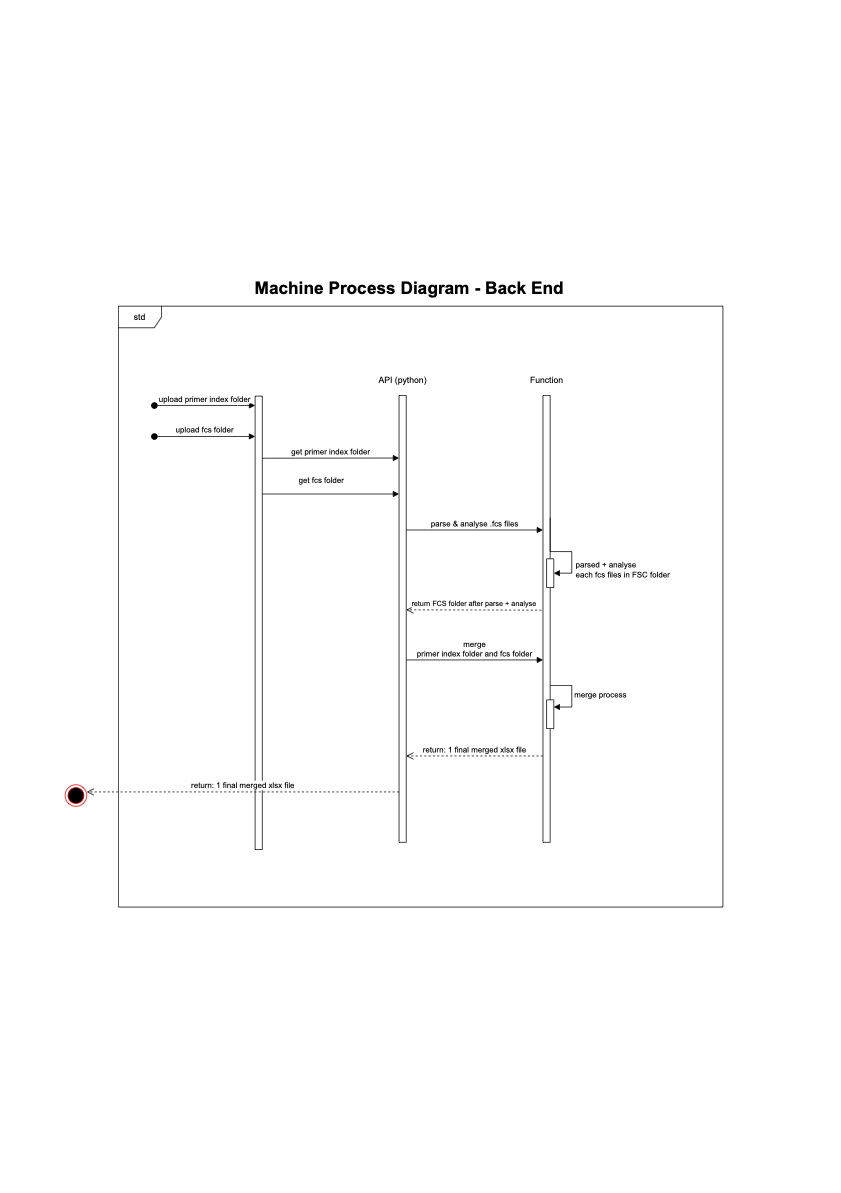 Machine Process Diagram - Back End
std
API (python)
Function
upload primer index folder
upload fcs folder
get primer index folder
get fcs folder
parse & analyse .fcs files
parsed + analyse
each fcs files in FSC folder
return FCS folder after parse + analyse
merge
primer index folder and fcs folder
merge process
return: 1 final merged xlsx file
return: 1 final merged xlsx file